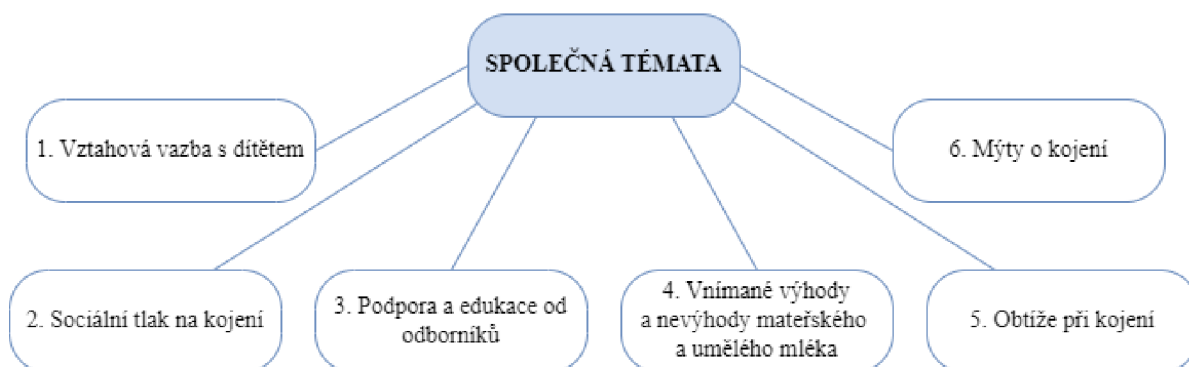 SPOLEČNÁ TÉMATA
1. Vztahová vazba s dítětem
6. Mýty o kojení
2. Sociální tlak na kojení
3. Podpora a edukace od
odborníků
4. Vnímané výhody
a nevýhody mateřského
a umělého mléka
5. Obtíže při kojení